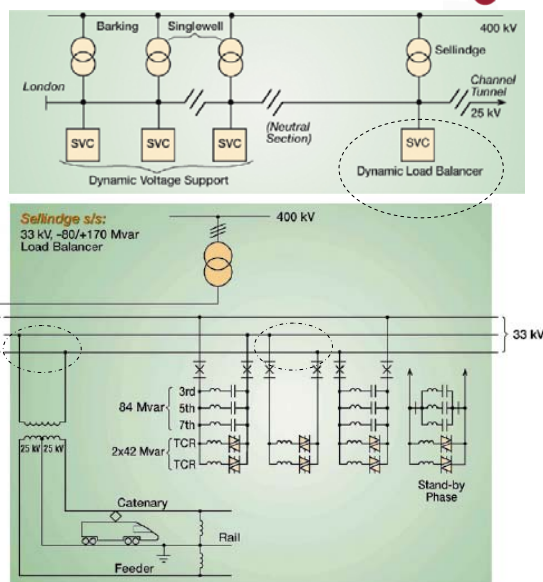 400 kV
Barking
Singlewell
Sellindge
London
Channel
Tunnel
25 kV
(Neutral
Section)
SVC
SVC
SVC
SVC
Dynamic Voltage Support
Dynamic Load Balancer
Sellindge s/s:
33 kV, -80/+170 Mvar
Load Balancer
400 kV
33 kV
3rd
84 Mvar
5th
7th
2x42 Mvar
TCR
TCR
25 kV
25 kV
Stand-by
Phase
Catenary
Rail
Feeder